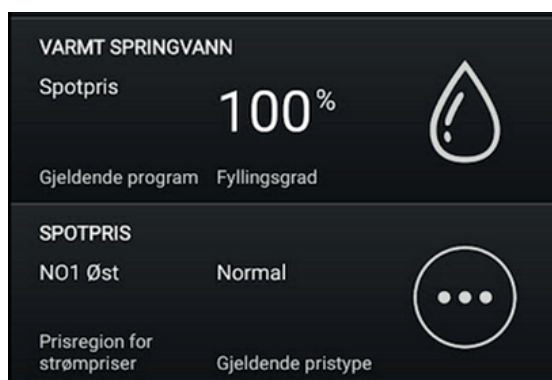 VARMT SPRINGVANN
Spotpris
100%
Gjeldende program Fyllingsgrad
SPOTPRIS
NO1 Øst Normal
Prisregion for
strømpriser Gjeldende pristype